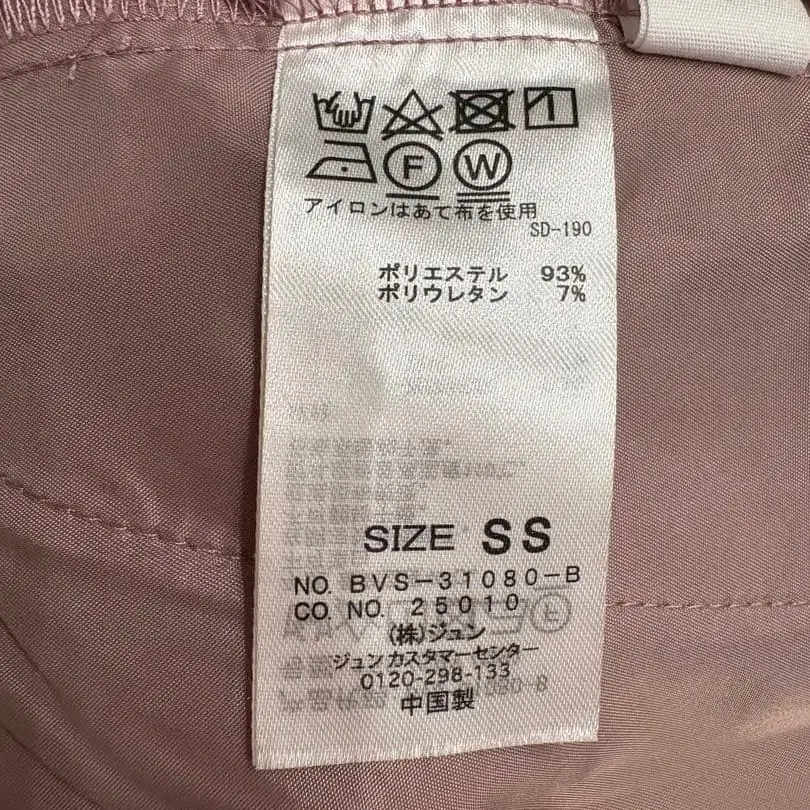 F W
アイロンはあて布を使用
SD-190
ポリエステル 93%
ポリウレタン 7%
SIZE SS
NO. BVS-31080-B
CO. NO. 25010
(株)ジュン
ジュン カスタマーセンター
0120-298-133
中国製